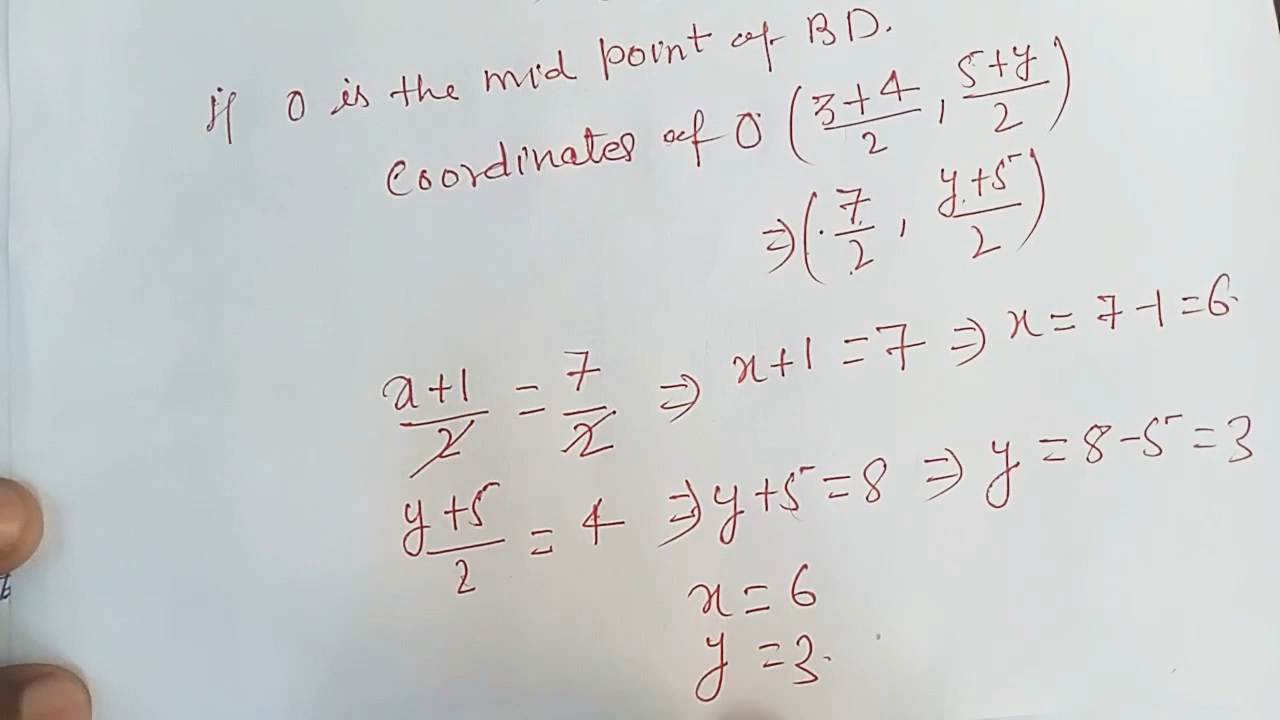 if O is the mid point of BD.
Coordinates of O (3+4/2, 5+y/2)
⇒ (7/2, y+5/2)
x+1/2 = 7/2 ⇒ x+1 = 7 ⇒ x = 7-1 = 6.
y+5/2 = 4 ⇒ y+5 = 8 ⇒ y = 8-5 = 3
x = 6
y = 3.